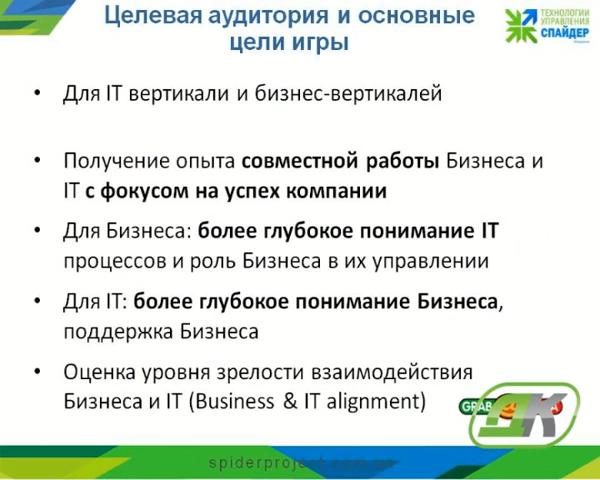 Целевая аудитория и основные
цели игры
ТЕХНОЛОГИИ
УПРАВЛЕНИЯ
СПАЙДЕР
• Для IT вертикали и бизнес-вертикалей
• Получение опыта совместной работы Бизнеса и
IT с фокусом на успех компании
• Для Бизнеса: более глубокое понимание IT
процессов и роль Бизнеса в их управлении
• Для IT: более глубокое понимание Бизнеса,
поддержка Бизнеса
• Оценка уровня зрелости взаимодействия
Бизнеса и IT (Business & IT alignment)
ДК
spiderproject.com.ua